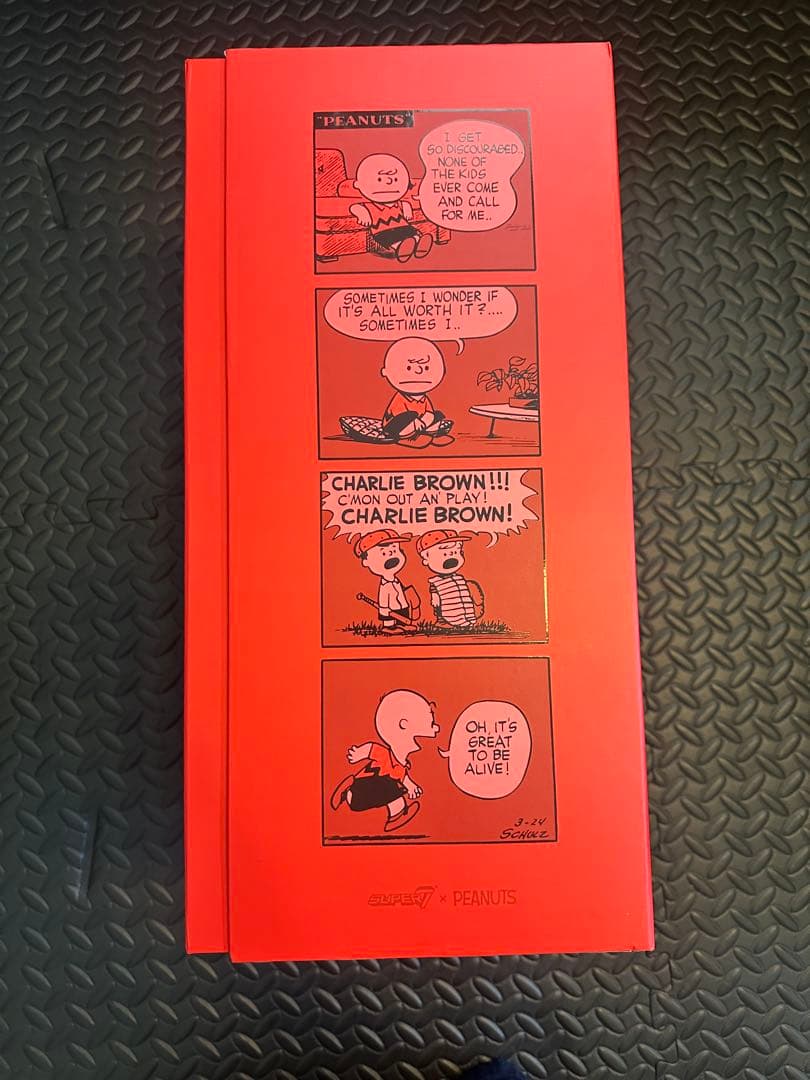 "PEANUTS"
I GET
SO DISCOURAGED..
NONE OF
THE KIDS
EVER COME
AND CALL
FOR ME..
SOMETIMES I WONDER IF
IT'S ALL WORTH IT?....
SOMETIMES I..
CHARLIE BROWN!!!
C'MON OUT AN' PLAY!
CHARLIE BROWN!
OH, IT'S
GREAT
TO BE
ALIVE!
3-24
SCHULZ
SUPER7 × PEANUTS